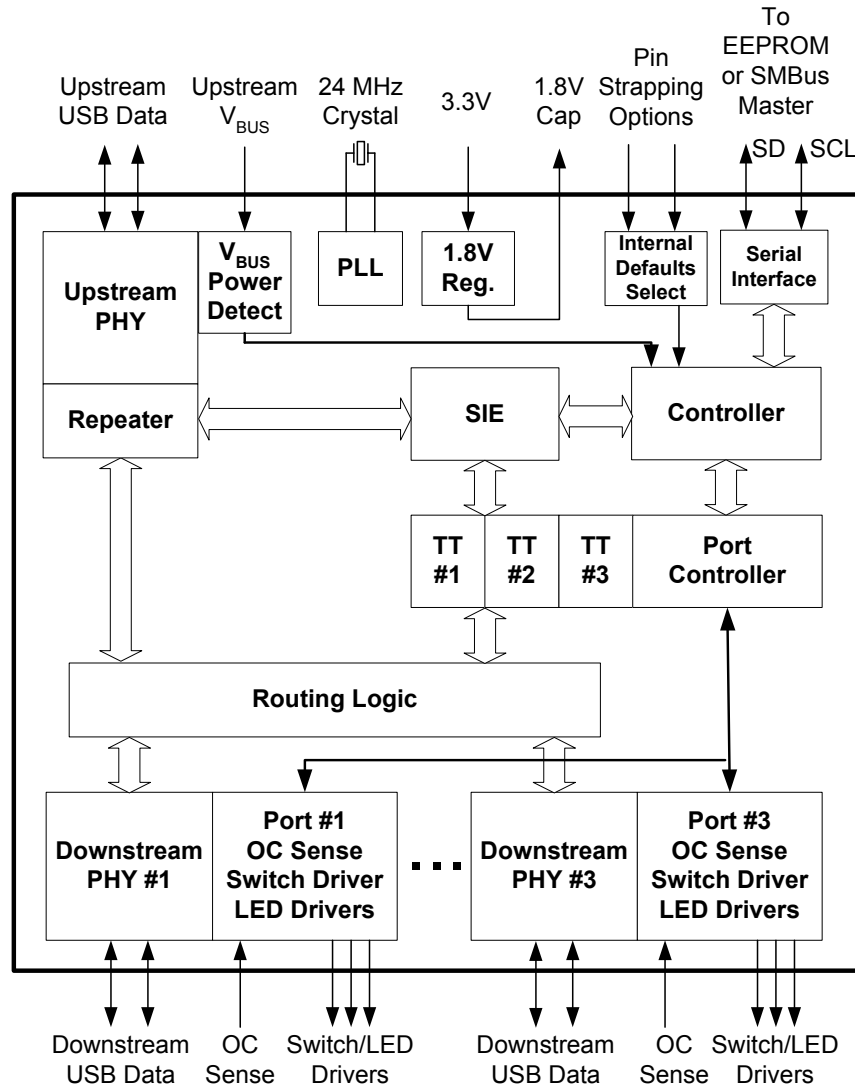 To
EEPROM
or SMBus
Master
Upstream
USB Data
Upstream
VBUS
24 MHz
Crystal
3.3V
1.8V
Cap
Pin
Strapping
Options
SD
SCL
Upstream
PHY
VBUS
Power
Detect
PLL
1.8V
Reg.
Internal
Defaults
Select
Serial
Interface
Repeater
SIE
Controller
TT
#1
TT
#2
TT
#3
Port
Controller
Routing Logic
Downstream
PHY #1
Port #1
OC Sense
Switch Driver
LED Drivers
Downstream
PHY #3
Port #3
OC Sense
Switch Driver
LED Drivers
Downstream
USB Data
OC
Sense
Switch/LED
Drivers
Downstream
USB Data
OC
Sense
Switch/LED
Drivers